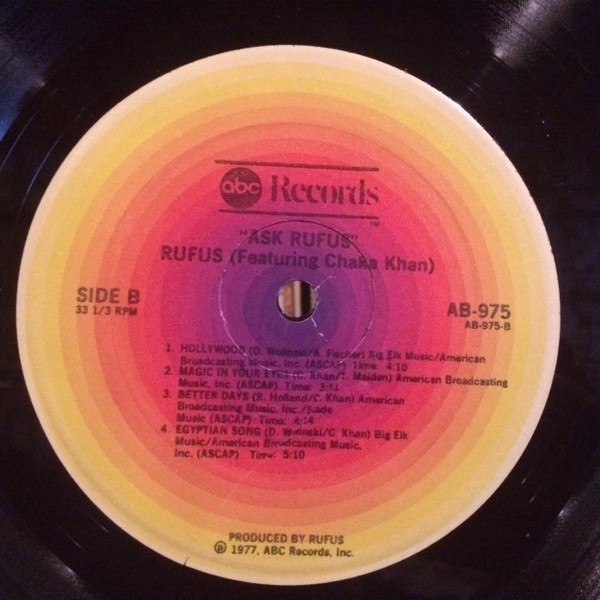 abc Records
TM
"ASK RUFUS"
RUFUS (Featuring Chaka Khan)
SIDE B
33 1/3 RPM
AB-975
AB-975-B
1. HOLLYWOOD (D. Wolinski/A. Fischer) Big Elk Music/American
Broadcasting Music, Inc. (ASCAP) Time: 4:10
2. MAGIC IN YOUR EYES (C. Khan/T. Maiden) American Broadcasting
Music, Inc. (ASCAP) Time: 3:54
3. BETTER DAYS (R. Holland/C. Khan) American
Broadcasting Music, Inc./
Music (ASCAP) Time: 4:14
4. EGYPTIAN SONG (D. Wolinski/C. Khan) Big Elk
Music/American Broadcasting Music,
Inc. (ASCAP) Time: 5:10
PRODUCED BY RUFUS
℗ 1977, ABC Records, Inc.